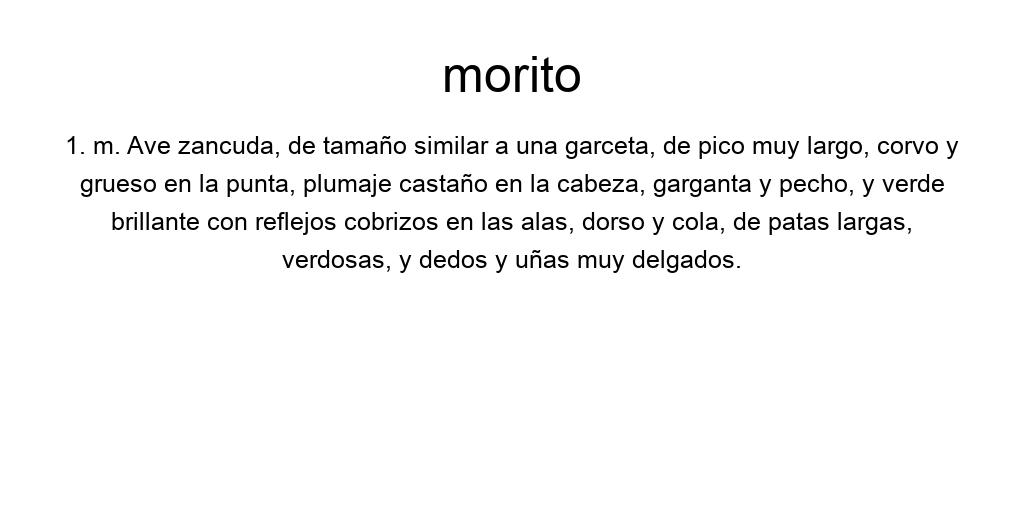 morito
1. m. Ave zancuda, de tamaño similar a una garceta, de pico muy largo, corvo y
grueso en la punta, plumaje castaño en la cabeza, garganta y pecho, y verde
brillante con reflejos cobrizos en las alas, dorso y cola, de patas largas,
verdosas, y dedos y uñas muy delgados.